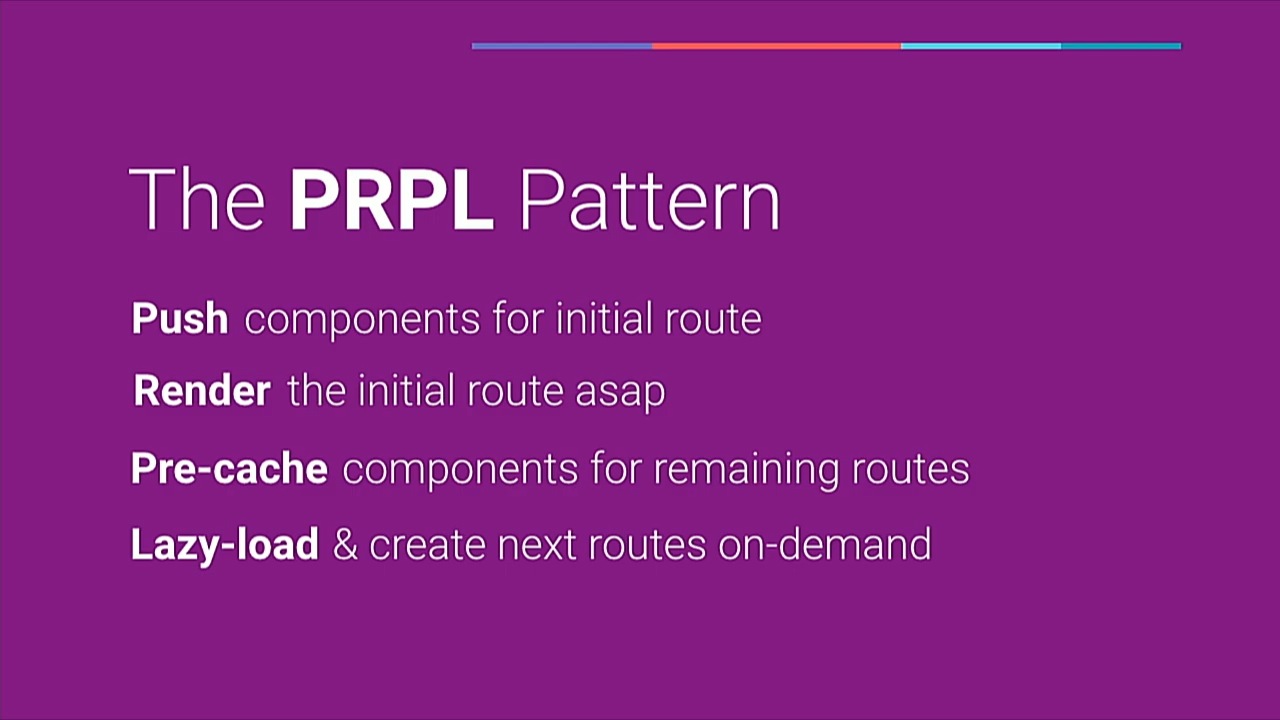 The PRPL Pattern
Push components for initial route
Render the initial route asap
Pre-cache components for remaining routes
Lazy-load & create next routes on-demand